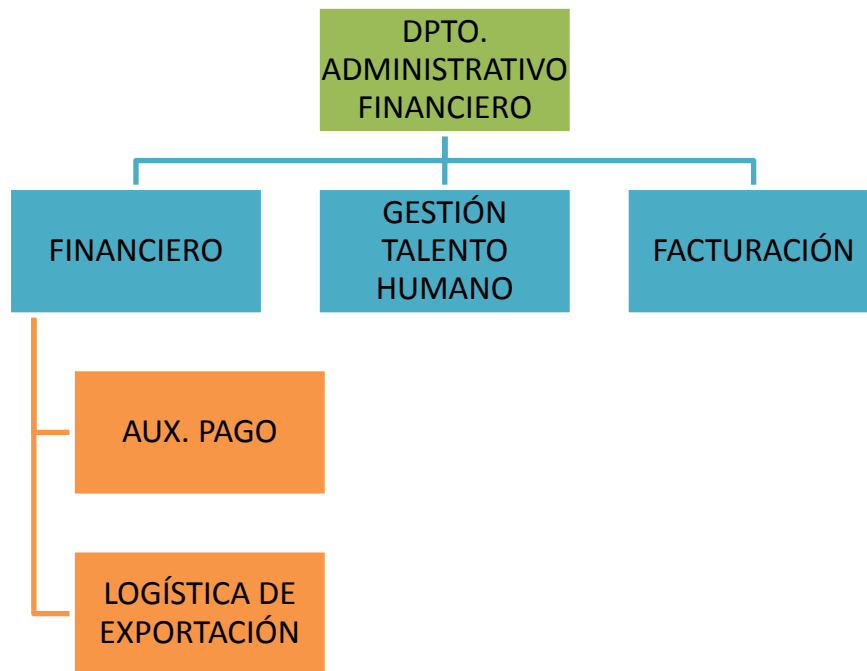 DPTO.
ADMINISTRATIVO
FINANCIERO
FINANCIERO
GESTIÓN
TALENTO
HUMANO
FACTURACIÓN
AUX. PAGO
LOGÍSTICA DE
EXPORTACIÓN